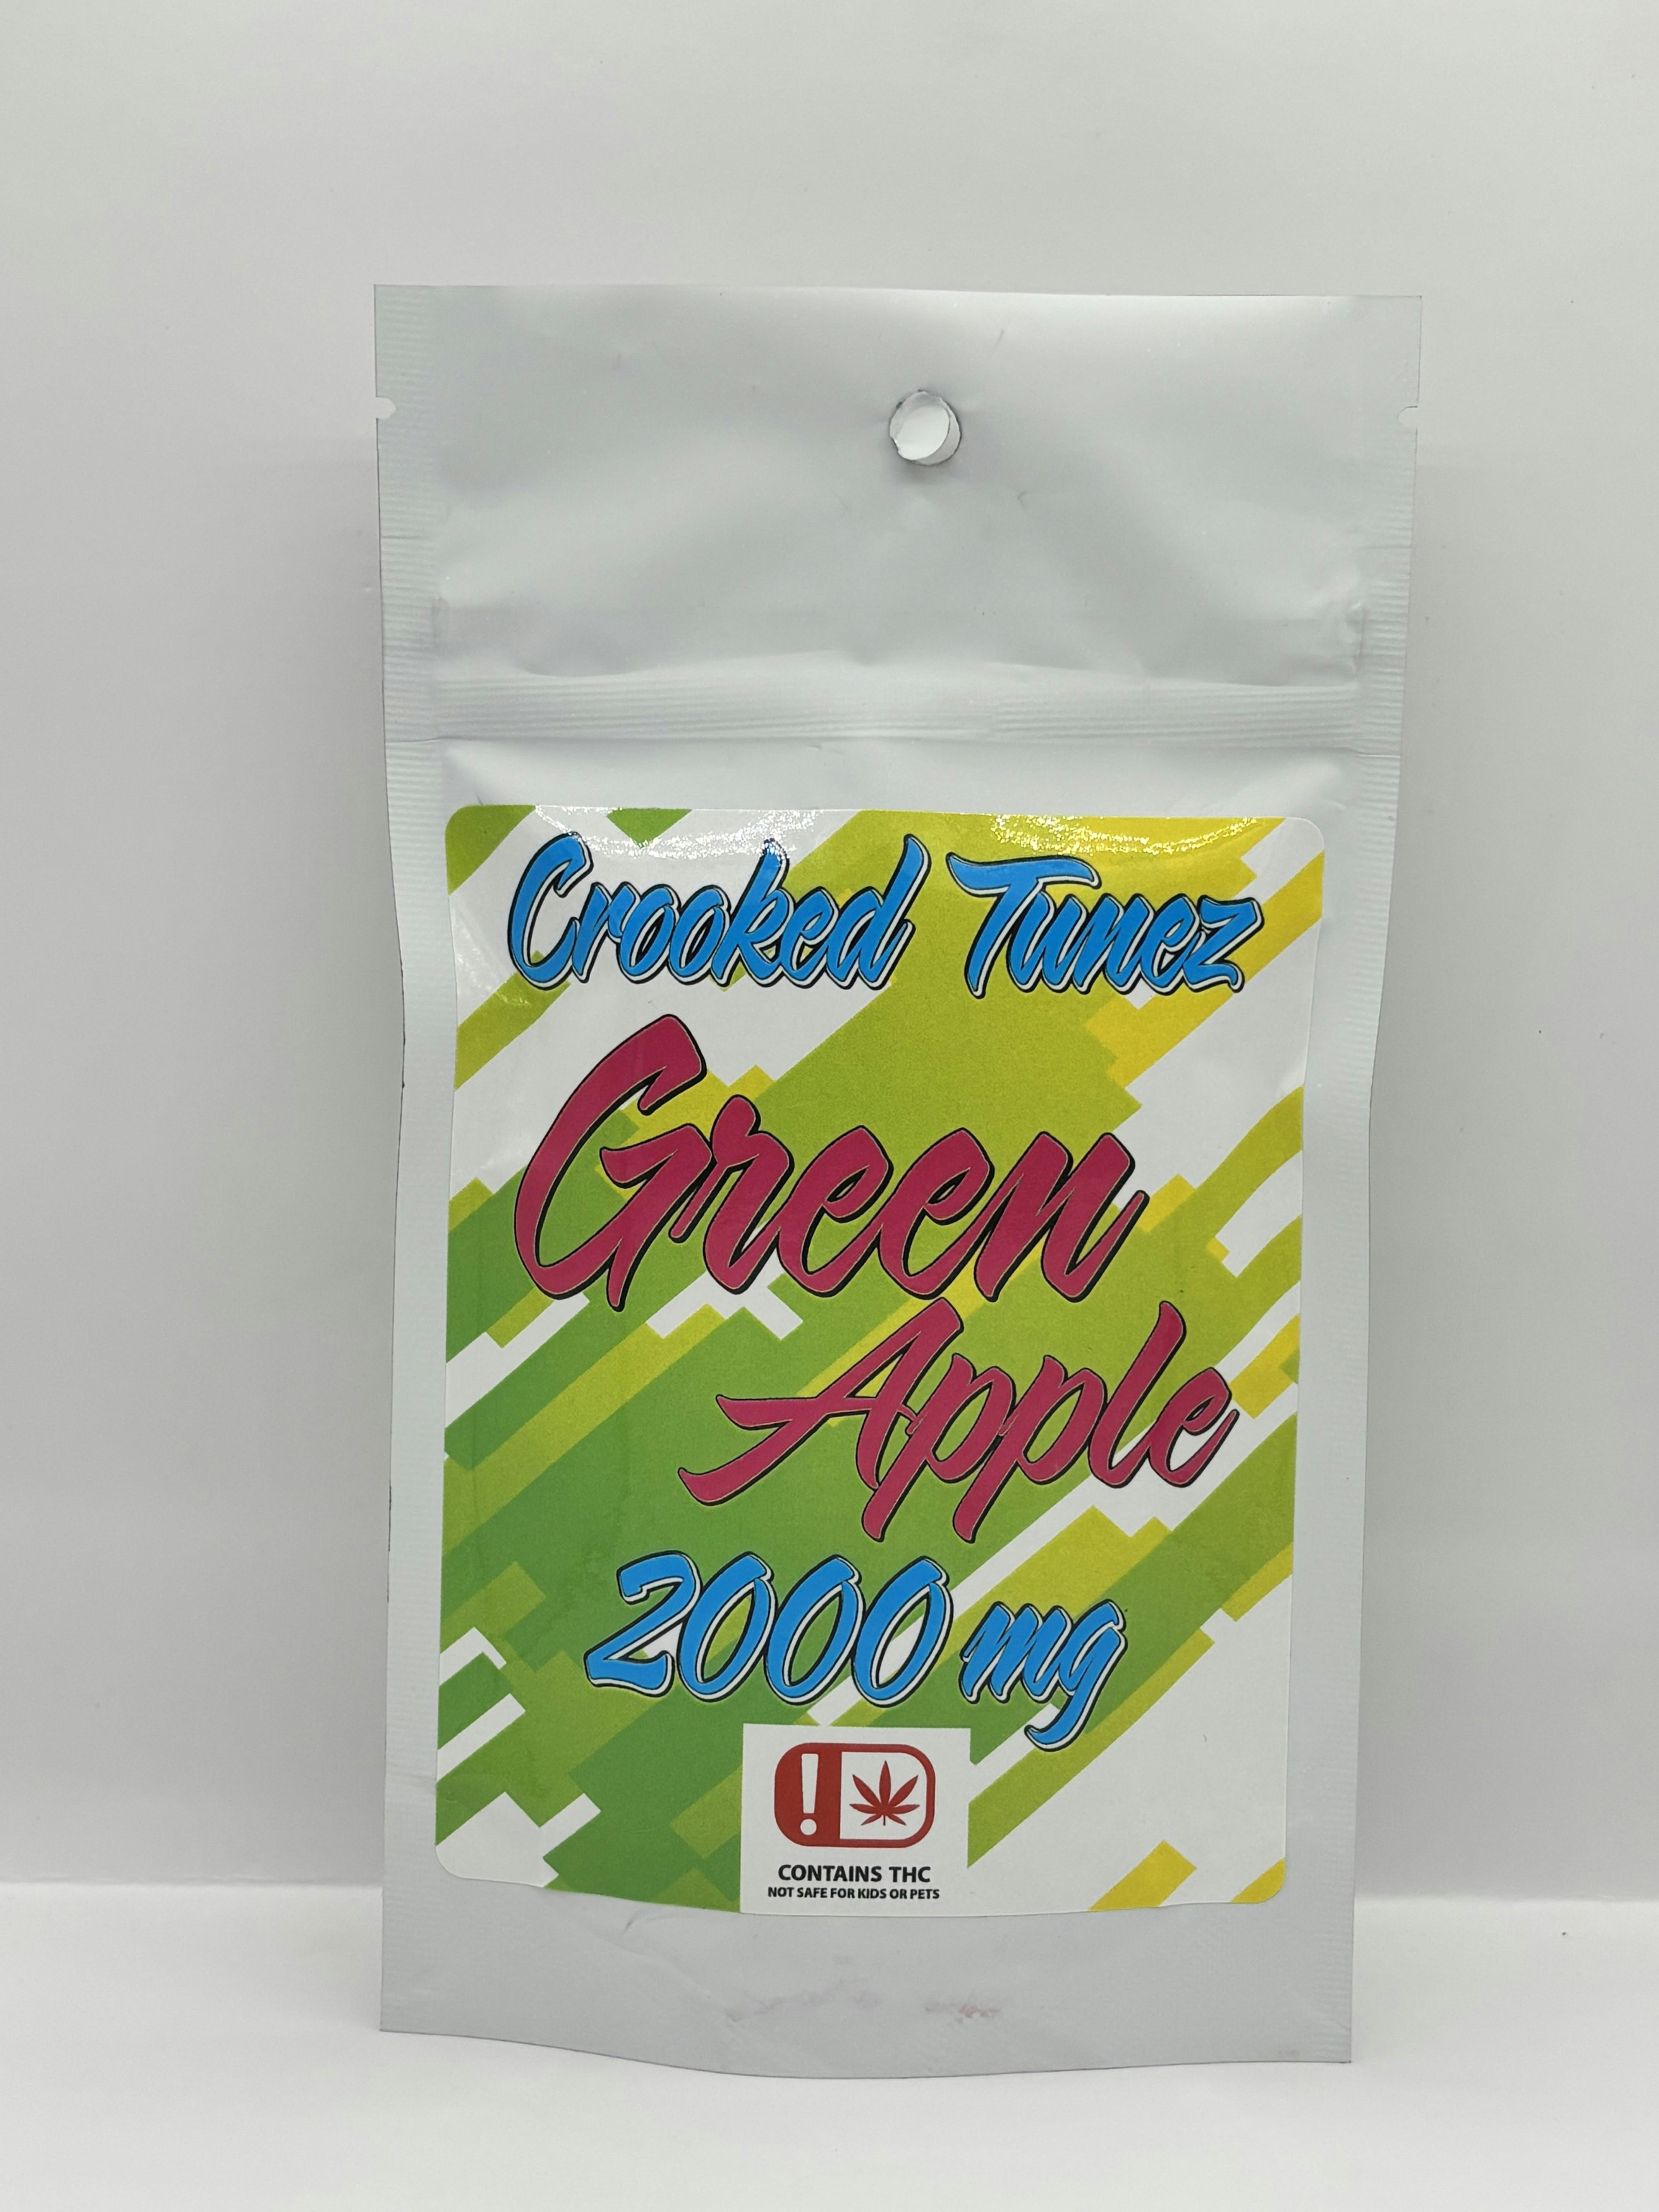 Crooked Tunez
Green
Apple
2000 mg
!
CONTAINS THC
NOT SAFE FOR KIDS OR PETS